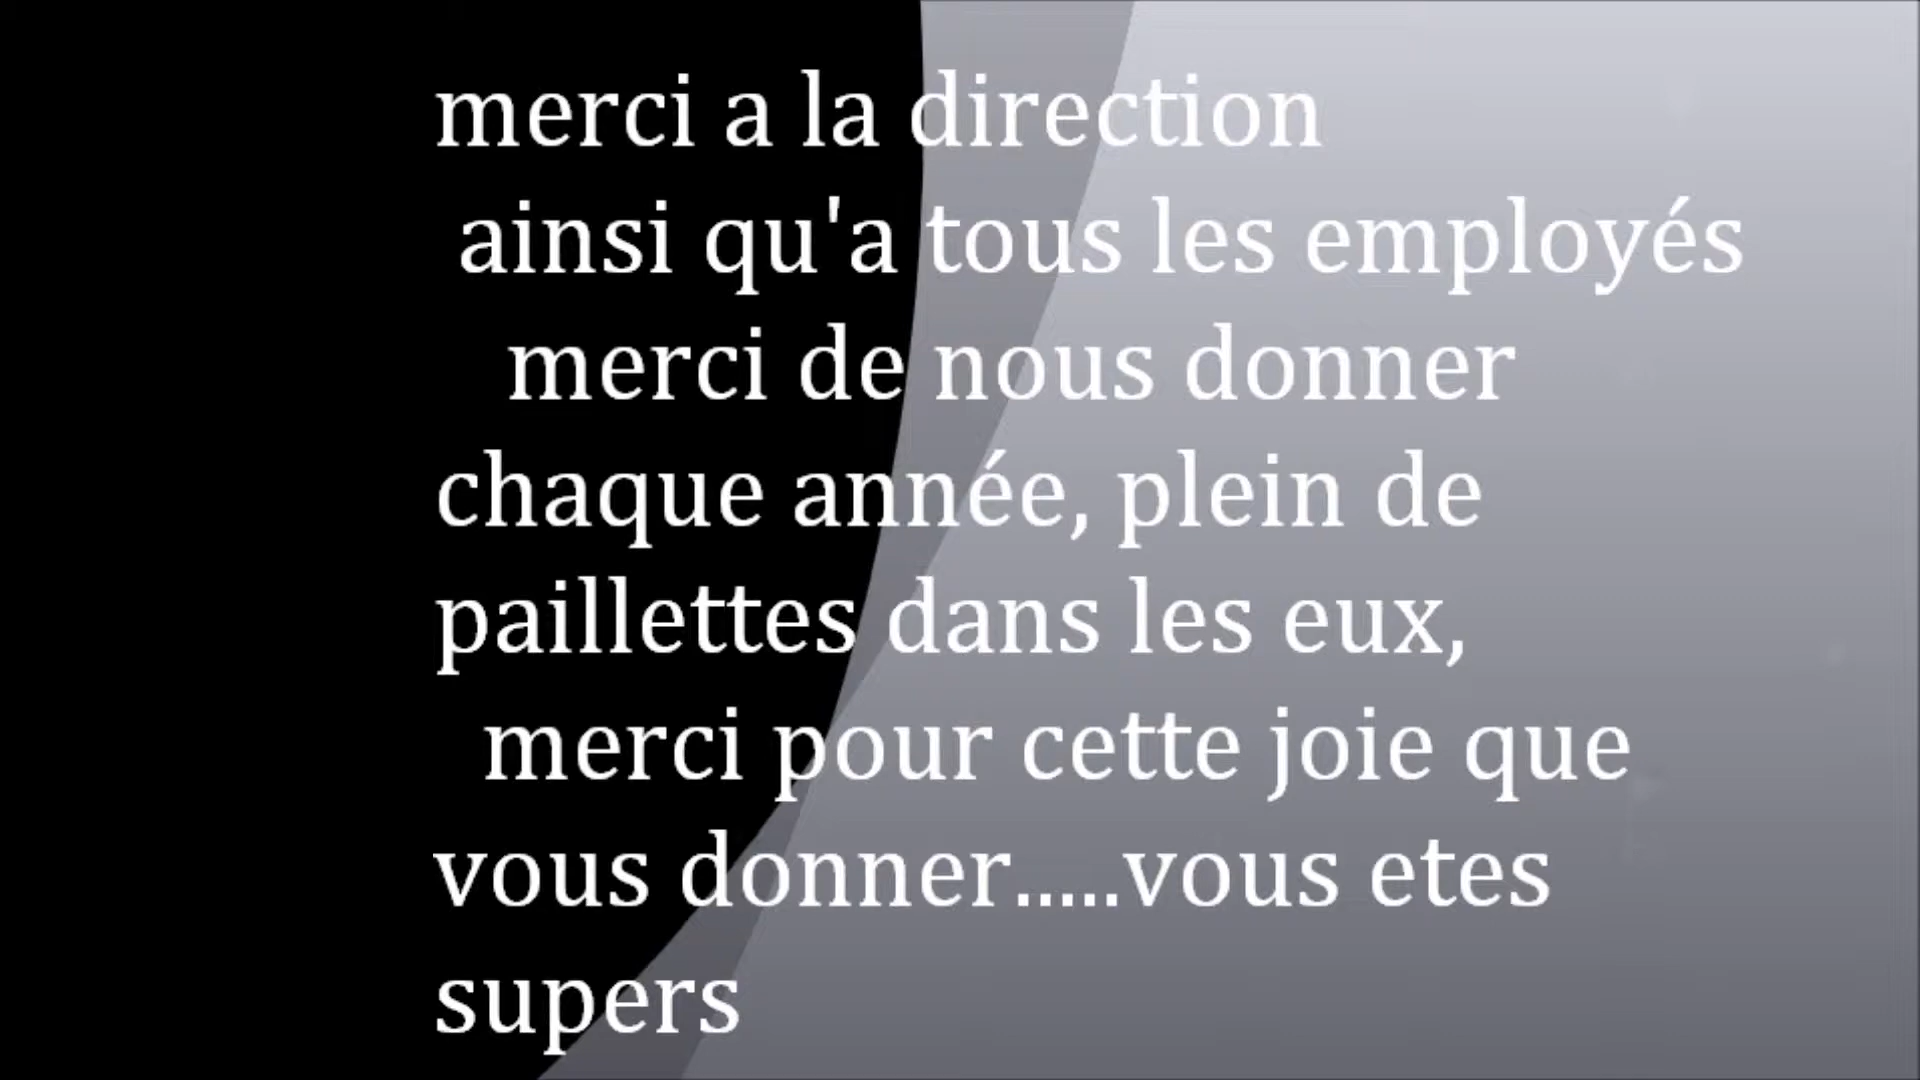 merci a la direction
ainsi qu'a tous les employés
merci de nous donner
chaque année, plein de
paillettes dans les eux,
merci pour cette joie que
vous donner.....vous etes
supers